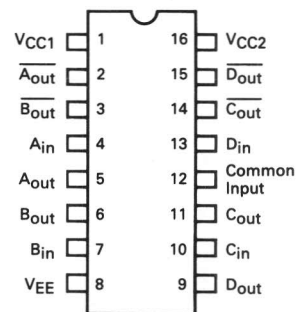 VCC1 1 16 VCC2
Aout 2 15 Dout
Bout 3 14 Cout
Ain 4 13 Din
Aout 5 12 Common Input
Bout 6 11 Cout
Bin 7 10 Cin
VEE 8 9 Dout